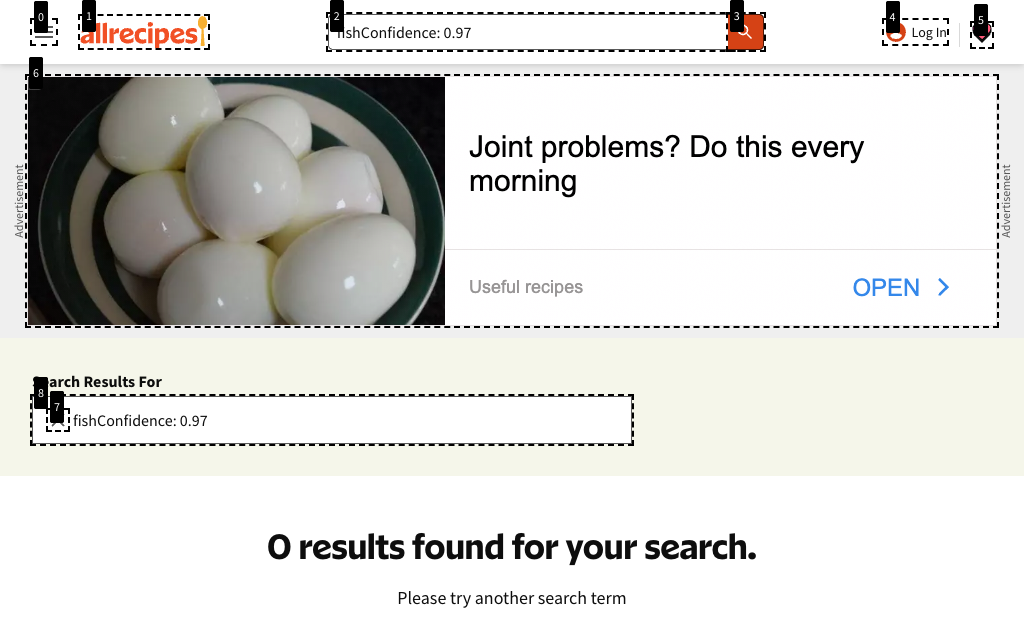 0
1
2
3
4
5
allrecipes
fishConfidence: 0.97
Log In
6
Advertisement
Joint problems? Do this every
morning
Useful recipes
OPEN
Advertisement
Search Results For
8
7
fishConfidence: 0.97
0 results found for your search.
Please try another search term